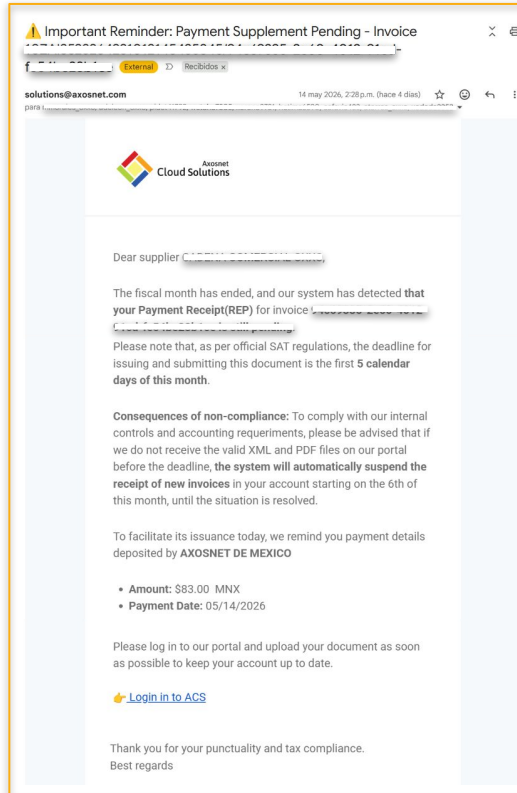 ⚠️ Important Reminder: Payment Supplement Pending - Invoice
External
Recibidos x
solutions@axosnet.com
14 may 2026, 2:28 p.m. (hace 4 días)
para
Axosnet
Cloud Solutions
Dear supplier
The fiscal month has ended, and our system has detected that
your Payment Receipt(REP) for invoice
Please note that, as per official SAT regulations, the deadline for
issuing and submitting this document is the first 5 calendar
days of this month.
Consequences of non-compliance: To comply with our internal
controls and accounting requeriments, please be advised that if
we do not receive the valid XML and PDF files on our portal
before the deadline, the system will automatically suspend the
receipt of new invoices in your account starting on the 6th of
this month, until the situation is resolved.
To facilitate its issuance today, we remind you payment details
deposited by AXOSNET DE MEXICO
• Amount: $83.00 MNX
• Payment Date: 05/14/2026
Please log in to our portal and upload your document as soon
as possible to keep your account up to date.
👉 Login in to ACS
Thank you for your punctuality and tax compliance.
Best regards